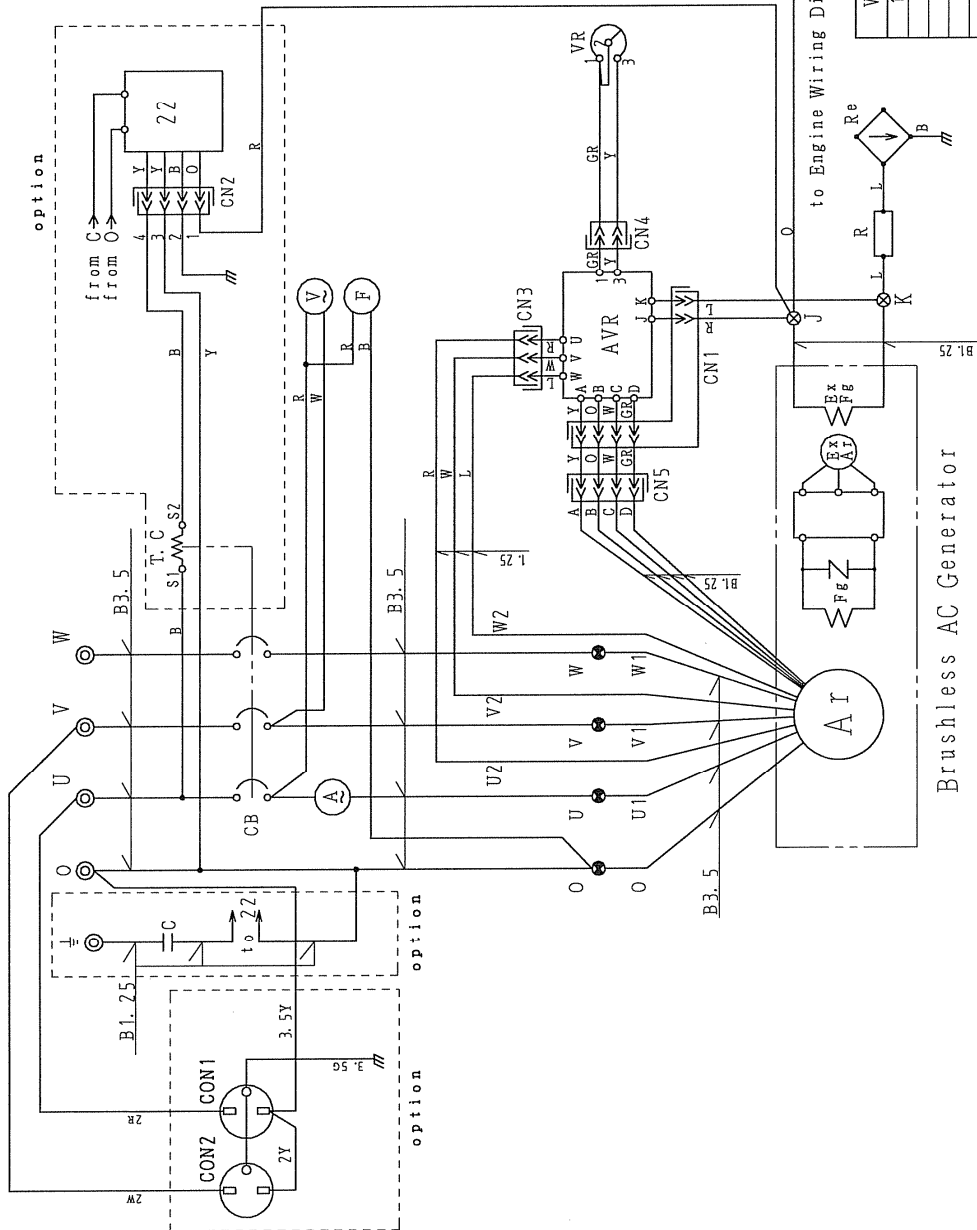 option
from C
from O
22
Y
Y
B
O
CN2
4
3
2
1
R
B
Y
T. C
S1
S2
B
B3. 5
W
V
U
O
CB
V
F
R
W
R
B
A
VR
1
2
3
GR
Y
CN4
GR
Y
1
3
CN3
R
W
L
U
V
W
AVR
K
J
L
R
CN1
A
B
C
D
Y
O
W
GR
Y
O
W
GR
CN5
A
B
C
D
R
W
L
1. 25
B1. 25
B3. 5
W2
V2
U2
W
V
U
O
W1
V1
U1
O
B3. 5
Ar
Brushless AC Generator
Fg
Ex
Ar
Ex
Fg
B1. 25
J
K
O
L
R
L
Re
B
to Engine Wiring Di
V
C
to 22
B1. 25
option
3. 5Y
3. 5G
CON1
CON2
2Y
2R
2W
option